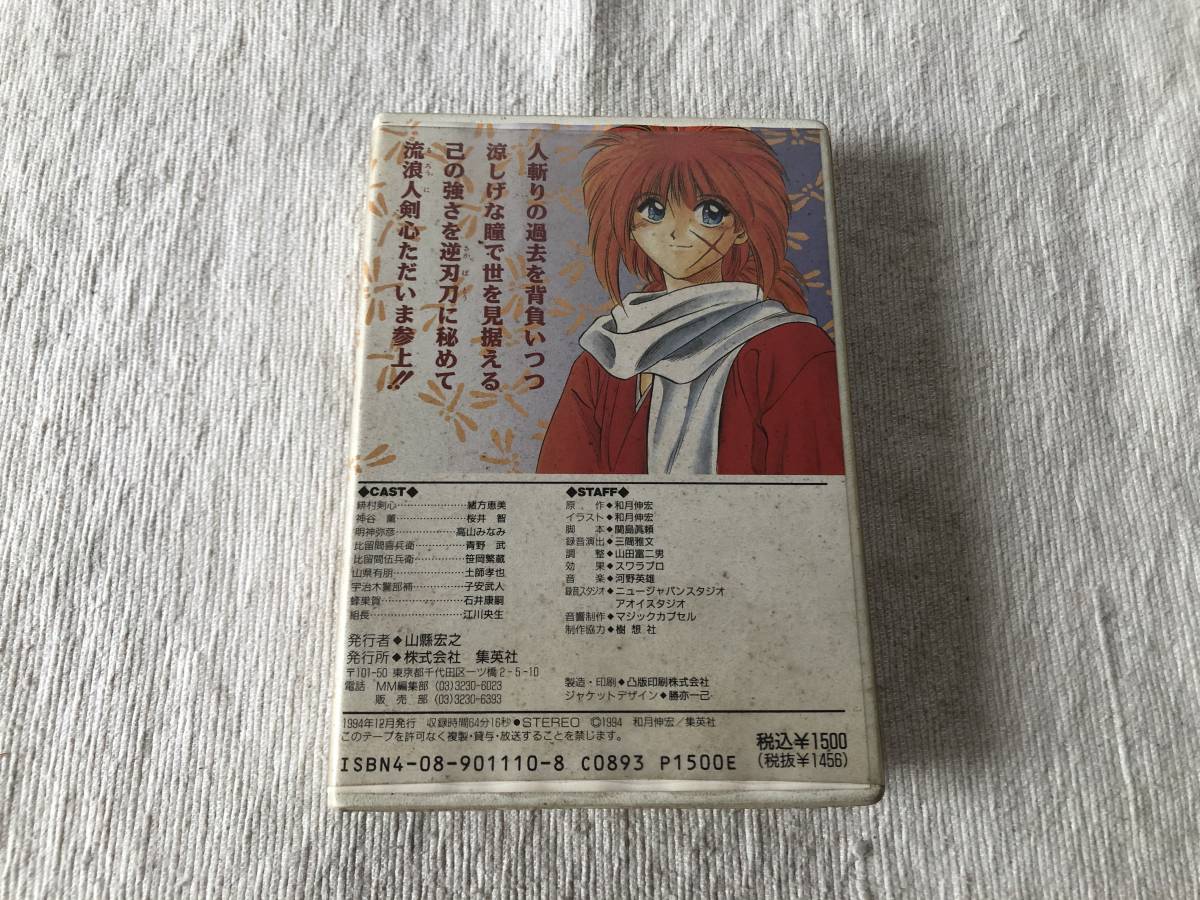 人斬りの過去を背負いつつ
涼しげな瞳で世を見据える
己の強さを逆刃刀に秘めて
さかばとう
流浪人剣心ただいま参上!!
るろうに
◆CAST◆
緋村剣心…………………緒方恵美
神谷 薫…………………桜井 智
明神弥彦………………高山みなみ
比留間喜兵衛……………青野 武
比留間伍兵衛……………笹岡繁蔵
山県有朋…………………土師孝也
宇治木警部補……………子安武人
蜂巣賀……………………石井康嗣
組長………………………江川央生
◆STAFF◆
原 作◆和月伸宏
イラスト◆和月伸宏
脚 本◆関島眞頼
録音演出◆三間雅文
調 整◆山田富二男
効 果◆スワラプロ
音 楽◆河野英雄
録音スタジオ◆ニュージャパンスタジオ
アオイスタジオ
音響制作◆マジックカプセル
制作協力◆樹想社
発行者◆山縣宏之
発行所◆株式会社 集英社
〒101-50 東京都千代田区一ツ橋2-5-10
電話 MM編集部 (03)3230-6023
販売部 (03)3230-6393
製造・印刷◆凸版印刷株式会社
ジャケットデザイン◆勝亦一己
1994年12月発行 収録時間64分16秒●STEREO ©1994 和月伸宏/集英社
このテープを許可なく複製・貸与・放送することを禁じます。
税込¥1500
(税抜¥1456)
ISBN4-08-901110-8 C0893 P1500E